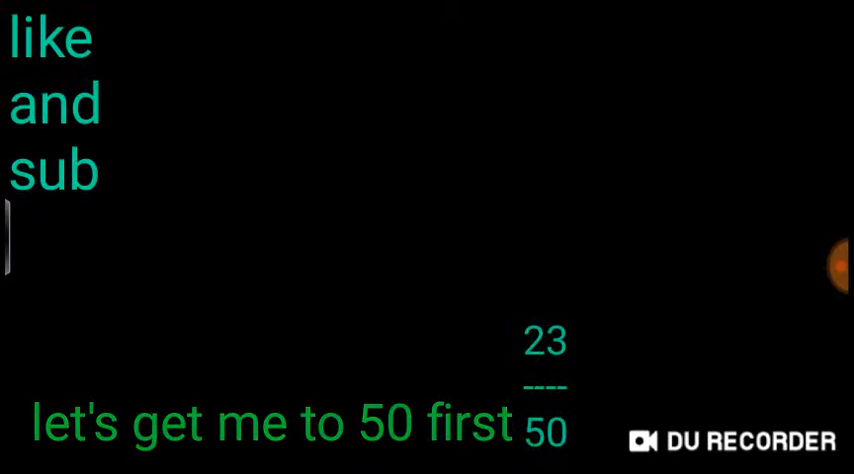 like
and
sub
23
----
let's get me to 50 first
50
DU RECORDER